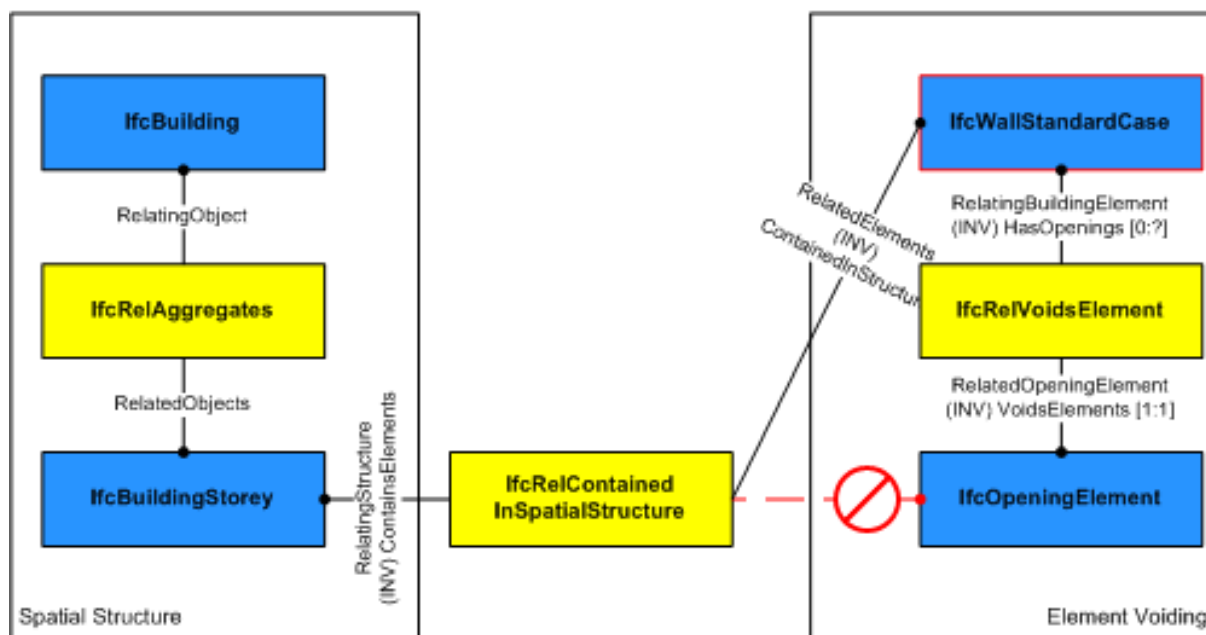 IfcBuilding
RelatingObject
IfcRelAggregates
RelatedObjects
IfcBuildingStorey
Spatial Structure
RelatingStructure
(INV) ContainsElements
IfcRelContained
InSpatialStructure
RelatedElements
(INV)
ContainedInStructur
IfcWallStandardCase
RelatingBuildingElement
(INV) HasOpenings [0:?]
IfcRelVoidsElement
RelatedOpeningElement
(INV) VoidsElements [1:1]
IfcOpeningElement
Element Voiding